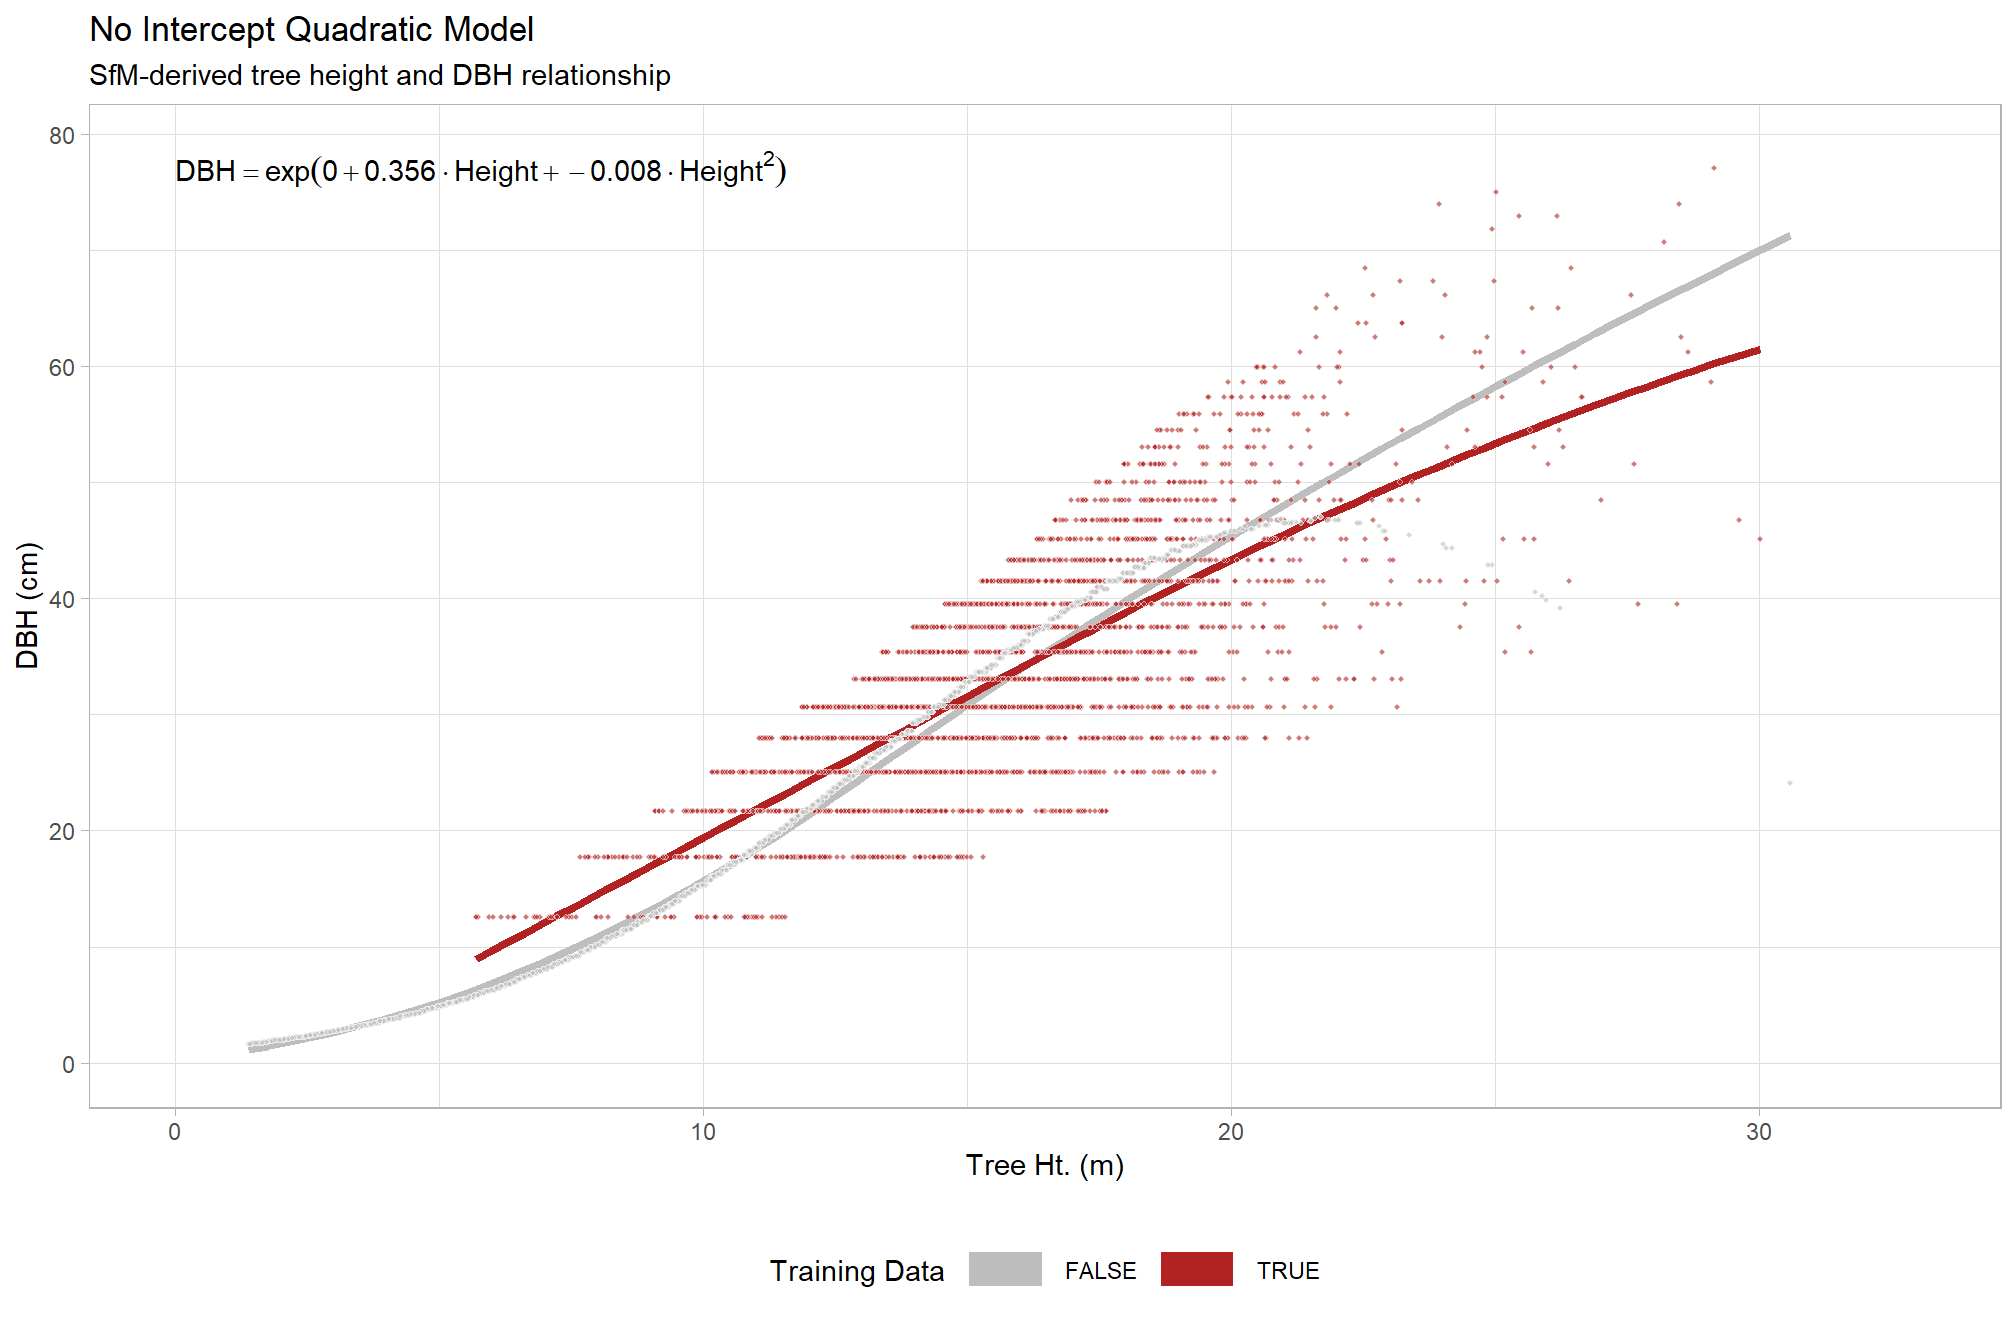 No Intercept Quadratic Model
SfM-derived tree height and DBH relationship
DBH = exp(0 + 0.356 · Height + − 0.008 · Height²)
80
60
40
20
0
DBH (cm)
0 10 20 30
Tree Ht. (m)
Training Data FALSE TRUE